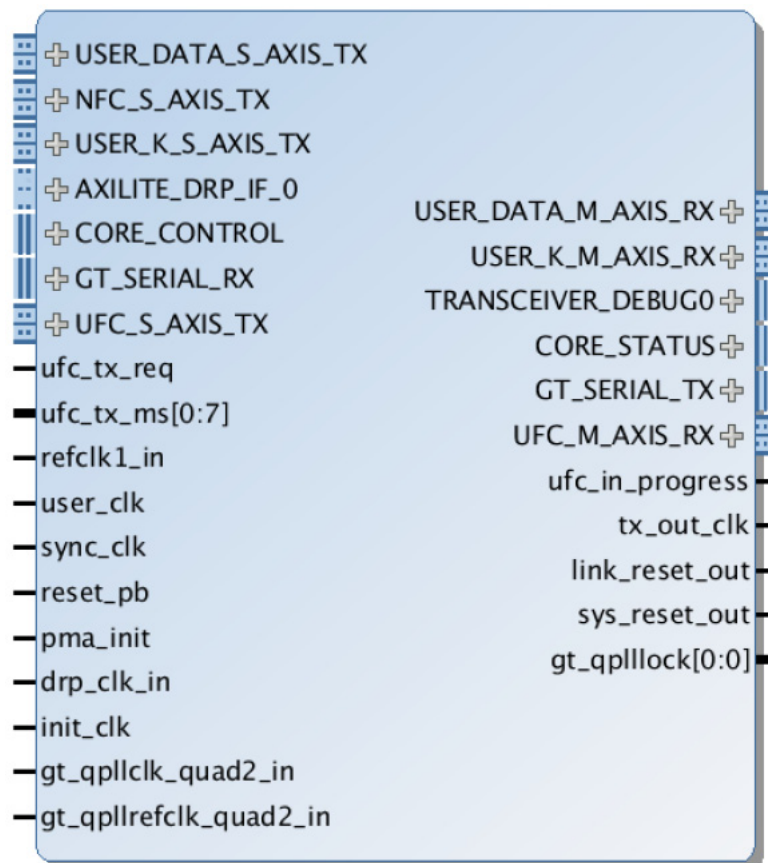 USER_DATA_S_AXIS_TX
NFC_S_AXIS_TX
USER_K_S_AXIS_TX
AXILITE_DRP_IF_0
CORE_CONTROL
GT_SERIAL_RX
UFC_S_AXIS_TX
ufc_tx_req
ufc_tx_ms[0:7]
refclk1_in
user_clk
sync_clk
reset_pb
pma_init
drp_clk_in
init_clk
gt_qpllclk_quad2_in
gt_qpllrefclk_quad2_in
USER_DATA_M_AXIS_RX
USER_K_M_AXIS_RX
TRANSCEIVER_DEBUG0
CORE_STATUS
GT_SERIAL_TX
UFC_M_AXIS_RX
ufc_in_progress
tx_out_clk
link_reset_out
sys_reset_out
gt_qplllock[0:0]